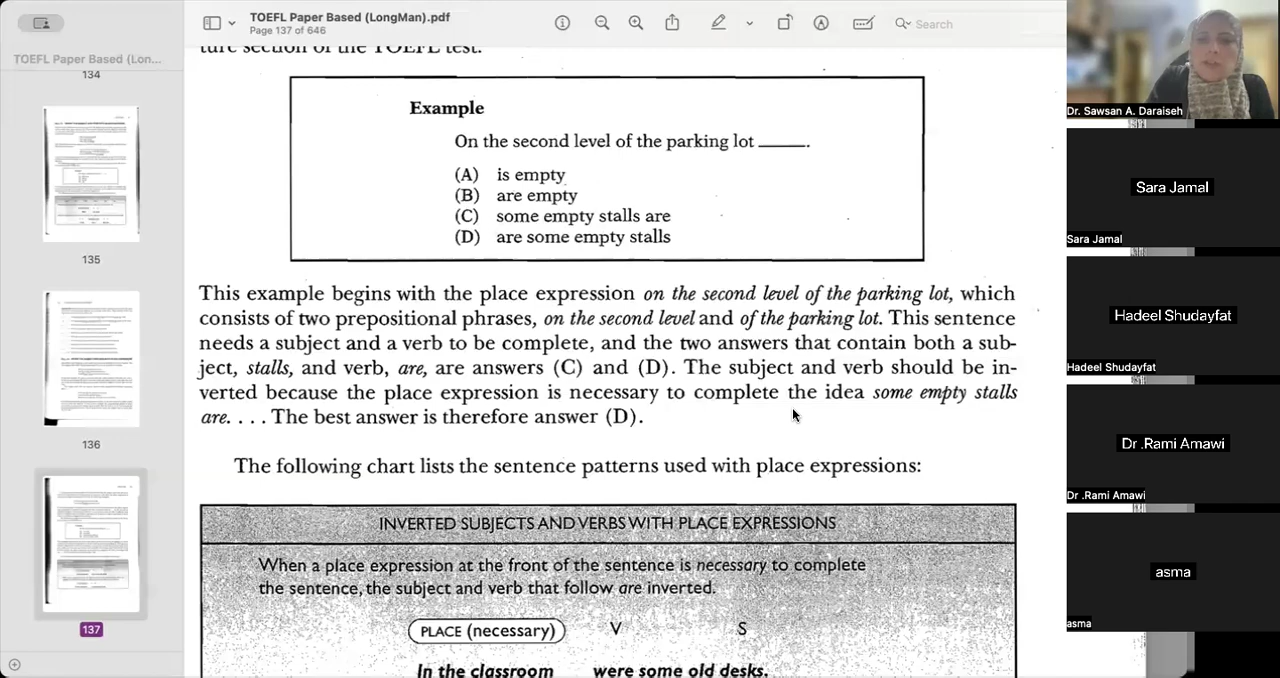 TOEFL Paper Based (LongMan).pdf
Page 137 of 646
Search
TOEFL Paper Based (Lon...
134
135
136
137
ture section of the TOEFL test.
Example
On the second level of the parking lot ____.
(A) is empty
(B) are empty
(C) some empty stalls are
(D) are some empty stalls
This example begins with the place expression on the second level of the parking lot, which
consists of two prepositional phrases, on the second level and of the parking lot. This sentence
needs a subject and a verb to be complete, and the two answers that contain both a sub-
ject, stalls, and verb, are, are answers (C) and (D). The subject and verb should be in-
verted because the place expression is necessary to complete the idea some empty stalls
are. . . . The best answer is therefore answer (D).
The following chart lists the sentence patterns used with place expressions:
INVERTED SUBJECTS AND VERBS WITH PLACE EXPRESSIONS
When a place expression at the front of the sentence is necessary to complete
the sentence, the subject and verb that follow are inverted.
PLACE (necessary) V S
In the classroom were some old desks.
Dr. Sawsan A. Daraiseh
Sara Jamal
Sara Jamal
Hadeel Shudayfat
Hadeel Shudayfat
Dr .Rami Amawi
Dr .Rami Amawi
asma
asma